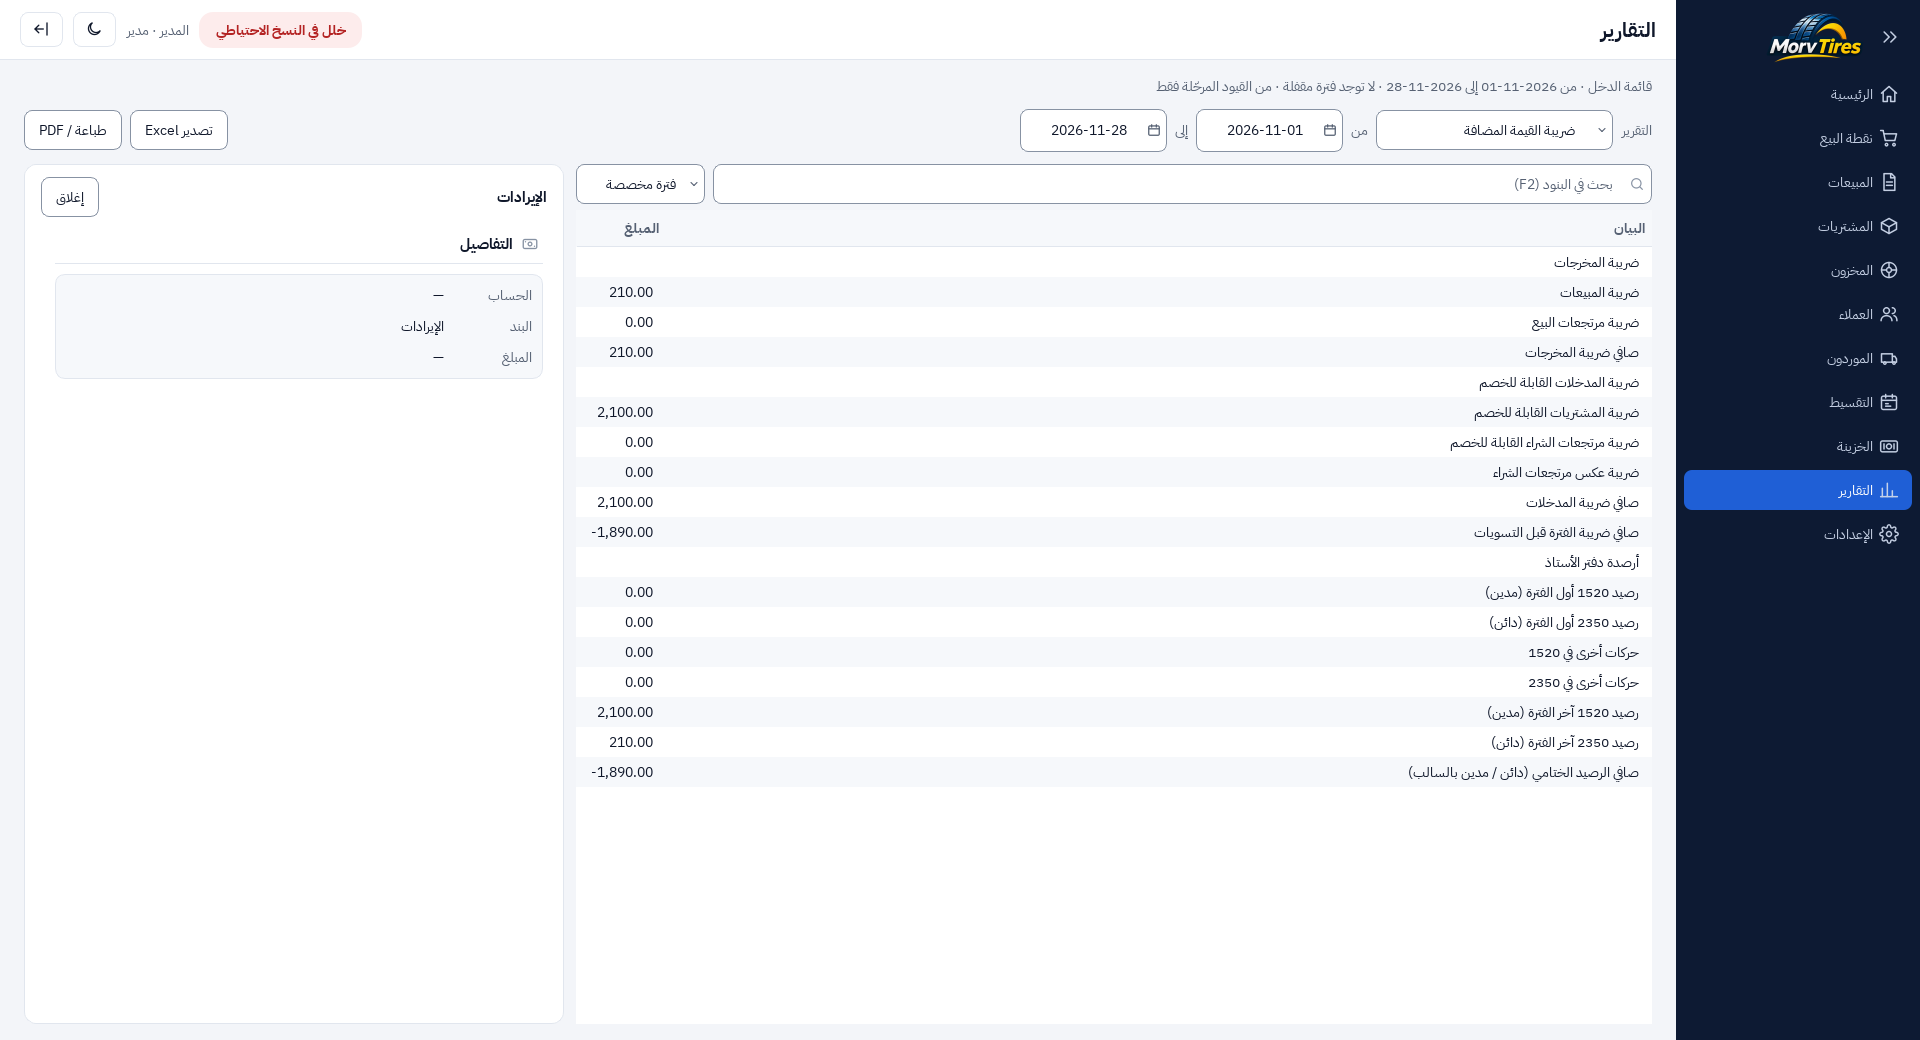 Morv Tires
الرئيسية
نقطة البيع
المبيعات
المشتريات
المخزون
العملاء
الموردون
التقسيط
الخزينة
التقارير
الإعدادات
التقارير
خلل في النسخ الاحتياطي
المدير · مدير
قائمة الدخل · من 2026-11-01 إلى 2026-11-28 · لا توجد فترة مقفلة · من القيود المرحّلة فقط
التقرير ضريبة القيمة المضافة من 2026-11-01 إلى 2026-11-28 تصدير Excel طباعة / PDF
بحث في البنود (F2) فترة مخصصة
البيان المبلغ
ضريبة المخرجات
ضريبة المبيعات 210.00
ضريبة مرتجعات البيع 0.00
صافي ضريبة المخرجات 210.00
ضريبة المدخلات القابلة للخصم
ضريبة المشتريات القابلة للخصم 2,100.00
ضريبة مرتجعات الشراء القابلة للخصم 0.00
ضريبة عكس مرتجعات الشراء 0.00
صافي ضريبة المدخلات 2,100.00
صافي ضريبة الفترة قبل التسويات -1,890.00
أرصدة دفتر الأستاذ
رصيد 1520 أول الفترة (مدين) 0.00
رصيد 2350 أول الفترة (دائن) 0.00
حركات أخرى في 1520 0.00
حركات أخرى في 2350 0.00
رصيد 1520 آخر الفترة (مدين) 2,100.00
رصيد 2350 آخر الفترة (دائن) 210.00
صافي الرصيد الختامي (دائن / مدين بالسالب) -1,890.00
الإيرادات إغلاق
التفاصيل
الحساب —
البند الإيرادات
المبلغ —